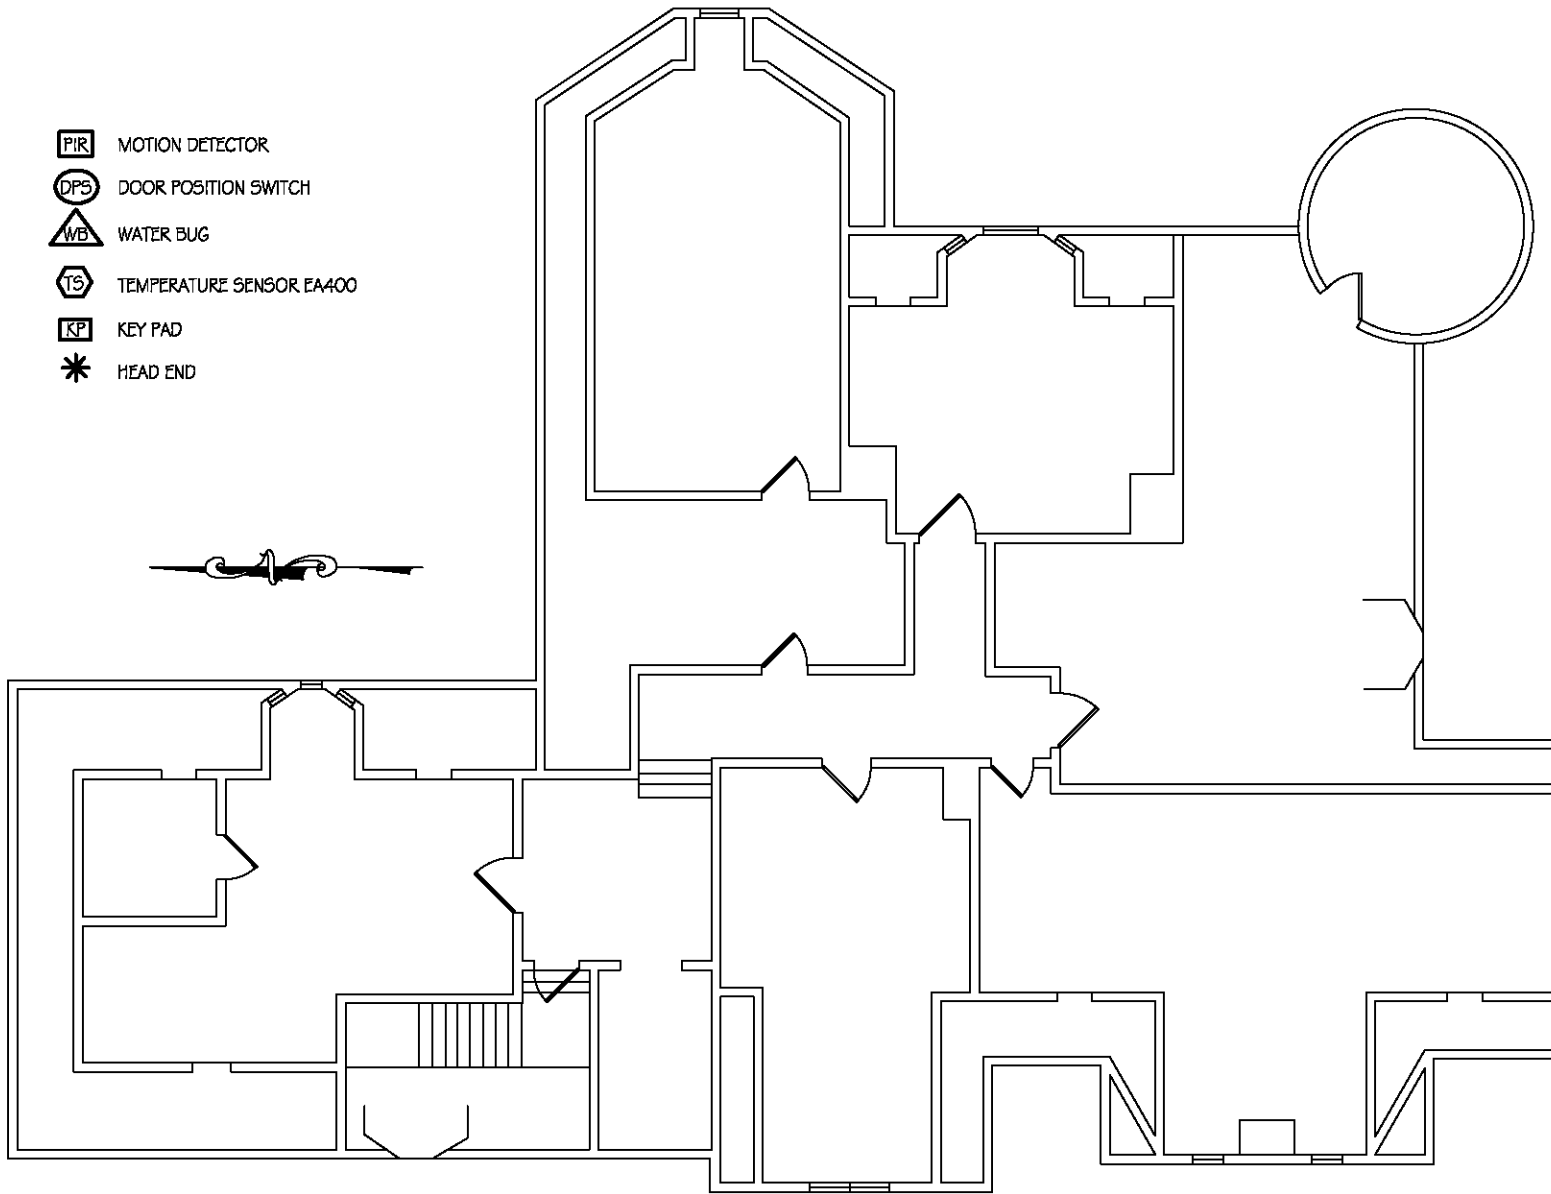 PIR MOTION DETECTOR
DPS DOOR POSITION SWITCH
WB WATER BUG
TS TEMPERATURE SENSOR EA400
KP KEY PAD
HEAD END
N